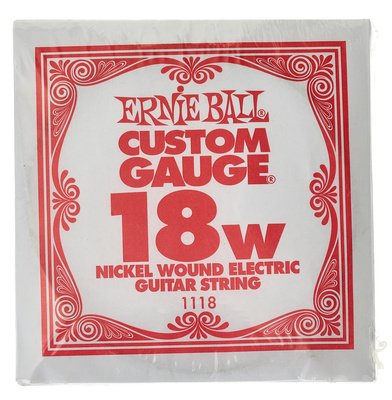 ERNIE BALL®
CUSTOM
GAUGE®
18W
NICKEL WOUND ELECTRIC
GUITAR STRING
1118